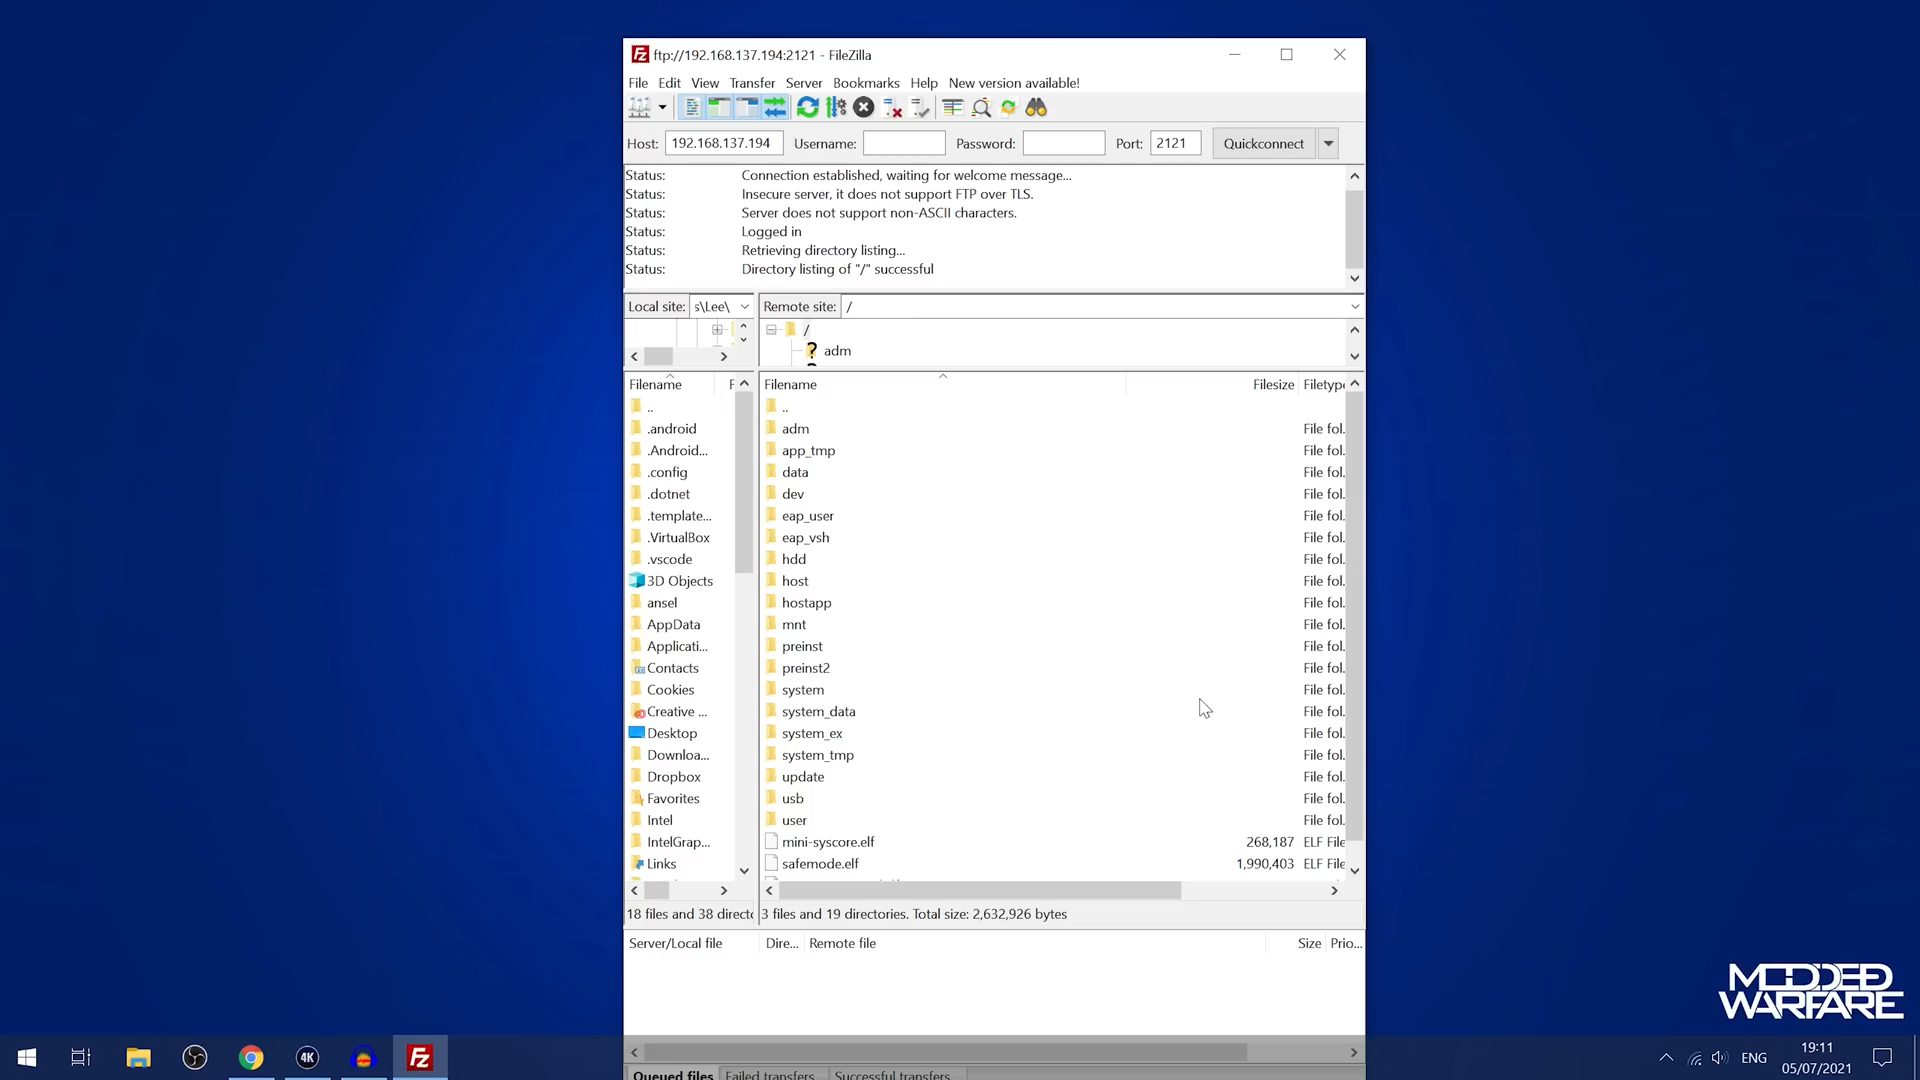 ftp://192.168.137.194:2121 - FileZilla
File Edit View Transfer Server Bookmarks Help New version available!
Host: 192.168.137.194 Username: Password: Port: 2121 Quickconnect
Status: Connection established, waiting for welcome message...
Status: Insecure server, it does not support FTP over TLS.
Status: Server does not support non-ASCII characters.
Status: Logged in
Status: Retrieving directory listing...
Status: Directory listing of "/" successful
Local site: s\Lee\ Remote site: /
/
? adm
Filename F Filename Filesize Filetype
.. ..
.android adm File fol.
.Android... app_tmp File fol.
.config data File fol.
.dotnet dev File fol.
.template... eap_user File fol.
.VirtualBox eap_vsh File fol.
.vscode hdd File fol.
3D Objects host File fol.
ansel hostapp File fol.
AppData mnt File fol.
Applicati... preinst File fol.
Contacts preinst2 File fol.
Cookies system File fol.
Creative ... system_data File fol.
Desktop system_ex File fol.
Downloa... system_tmp File fol.
Dropbox update File fol.
Favorites usb File fol.
Intel user File fol.
IntelGrap... mini-syscore.elf 268,187 ELF File
Links safemode.elf 1,990,403 ELF File
18 files and 38 directo 3 files and 19 directories. Total size: 2,632,926 bytes
Server/Local file Dire... Remote file Size Prio...
Queued files Failed transfers Successful transfers
MODDED
WARFARE
4K Fz
ENG
19:11
05/07/2021